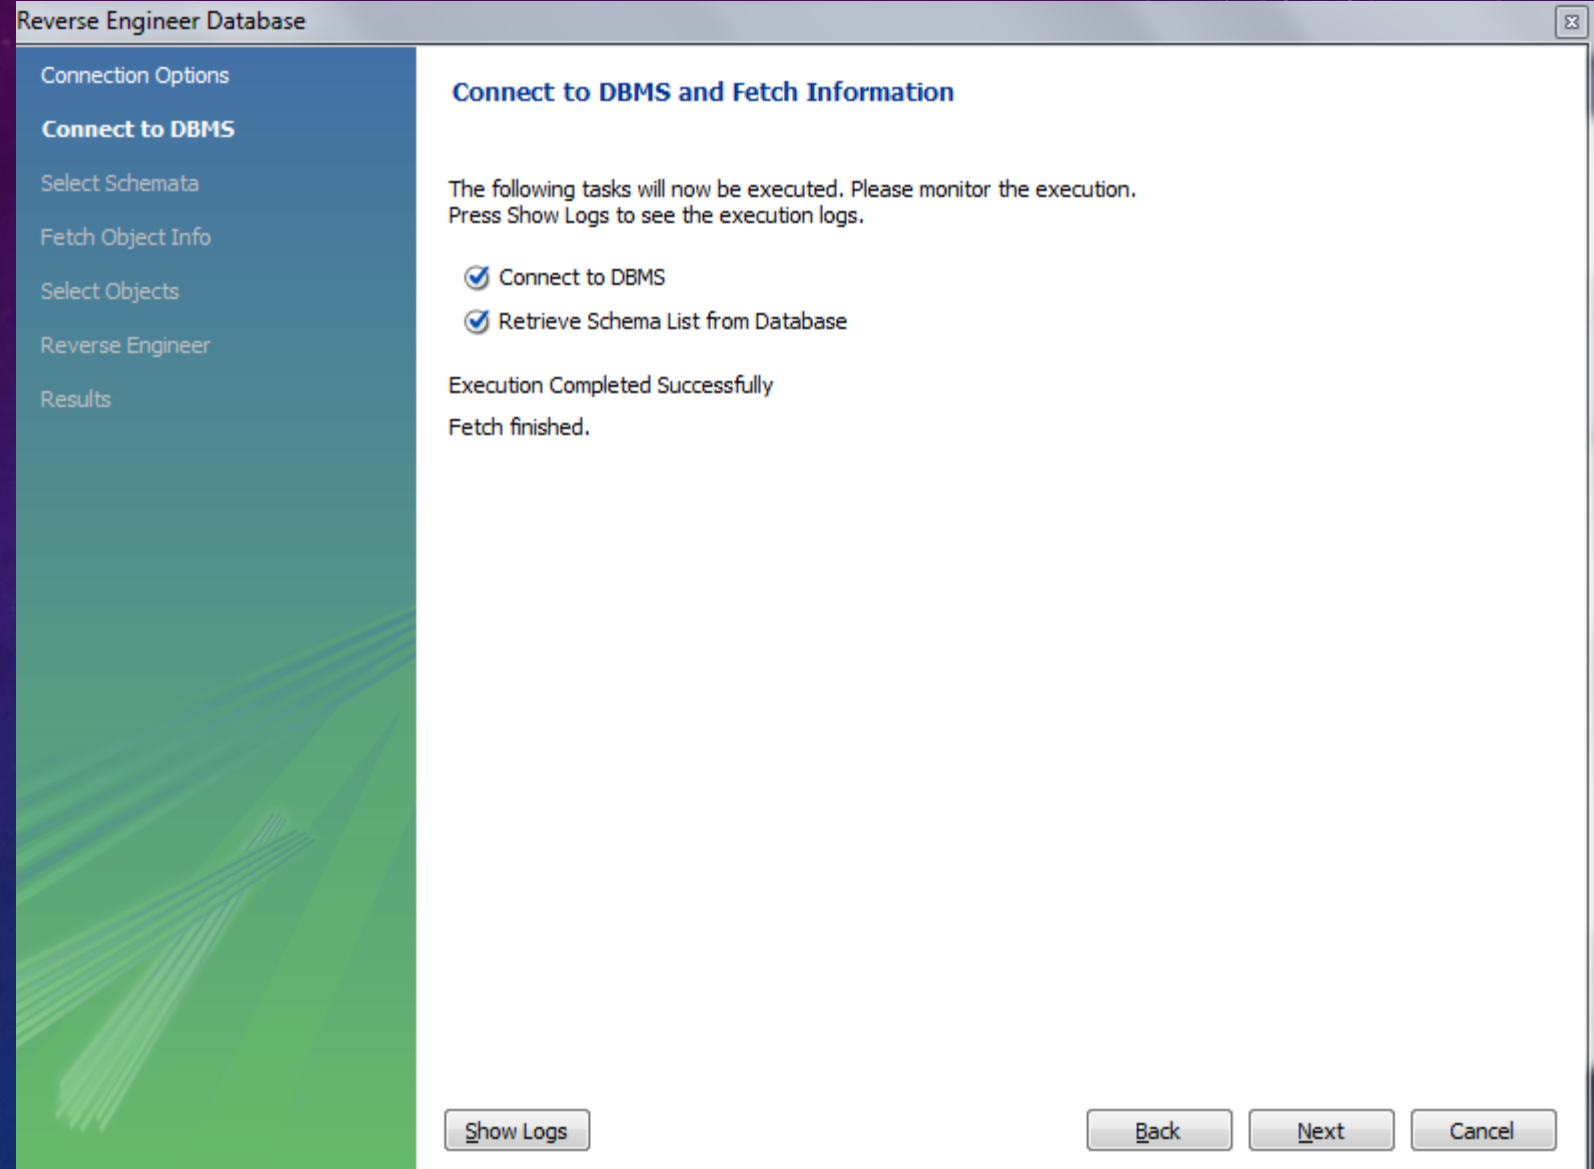 Reverse Engineer Database
Connection Options
Connect to DBMS
Select Schemata
Fetch Object Info
Select Objects
Reverse Engineer
Results
Connect to DBMS and Fetch Information
The following tasks will now be executed. Please monitor the execution.
Press Show Logs to see the execution logs.
Connect to DBMS
Retrieve Schema List from Database
Execution Completed Successfully
Fetch finished.
Show Logs
Back
Next
Cancel